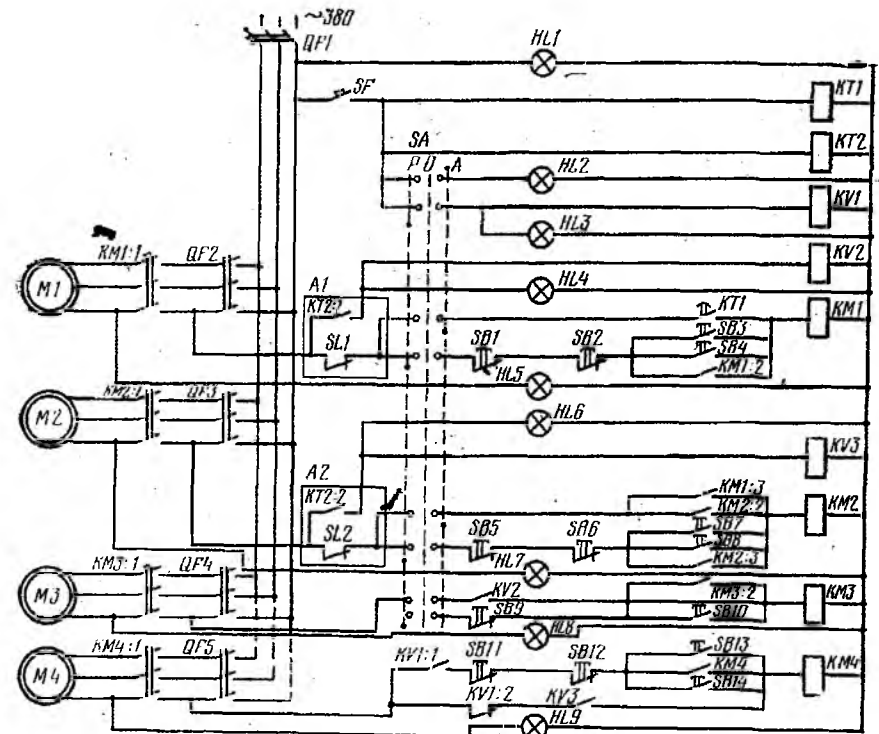 ~380
QF1
HL1
SF
KT1
KT2
SA
P O A
HL2
KV1
HL3
KM1:1
QF2
KV2
M1
A1
HL4
KT2:1
KT1
KM1
SL1
SB1
SB2
SB3
SB4
HL5
KM1:2
KM2:1
QF3
M2
HL6
KV3
A2
KT2:2
KM1:3
KM2:2
KM2
SL2
SB5
SB6
SB7
SB8
HL7
KM2:3
KM3:1
QF4
M3
KV2
KM3:2
KM3
SB9
SB10
HL8
KM4:1
QF5
M4
KV1:1
SB11
SB12
SB13
KM4
KM4
SB14
KV1:2
KV3
HL9